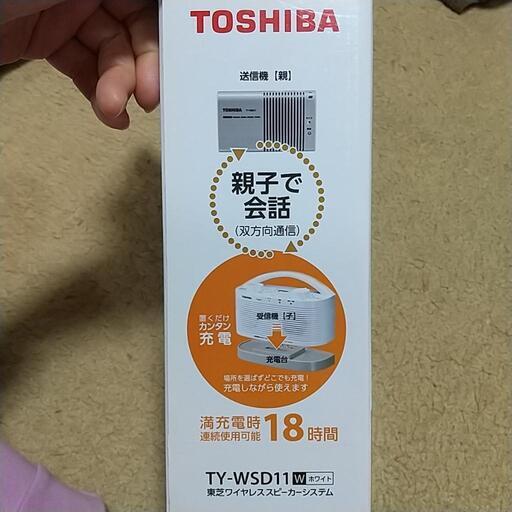 TOSHIBA
送信機【親】
TOSHIBA
親子で
会話
(双方向通信)
置くだけ
カンタン
充電
受信機【子】
充電台
場所を選ばずどこでも充電!
充電しながら使えます
満充電時
連続使用可能 18時間
TY-WSD11 W ホワイト
東芝ワイヤレススピーカーシステム